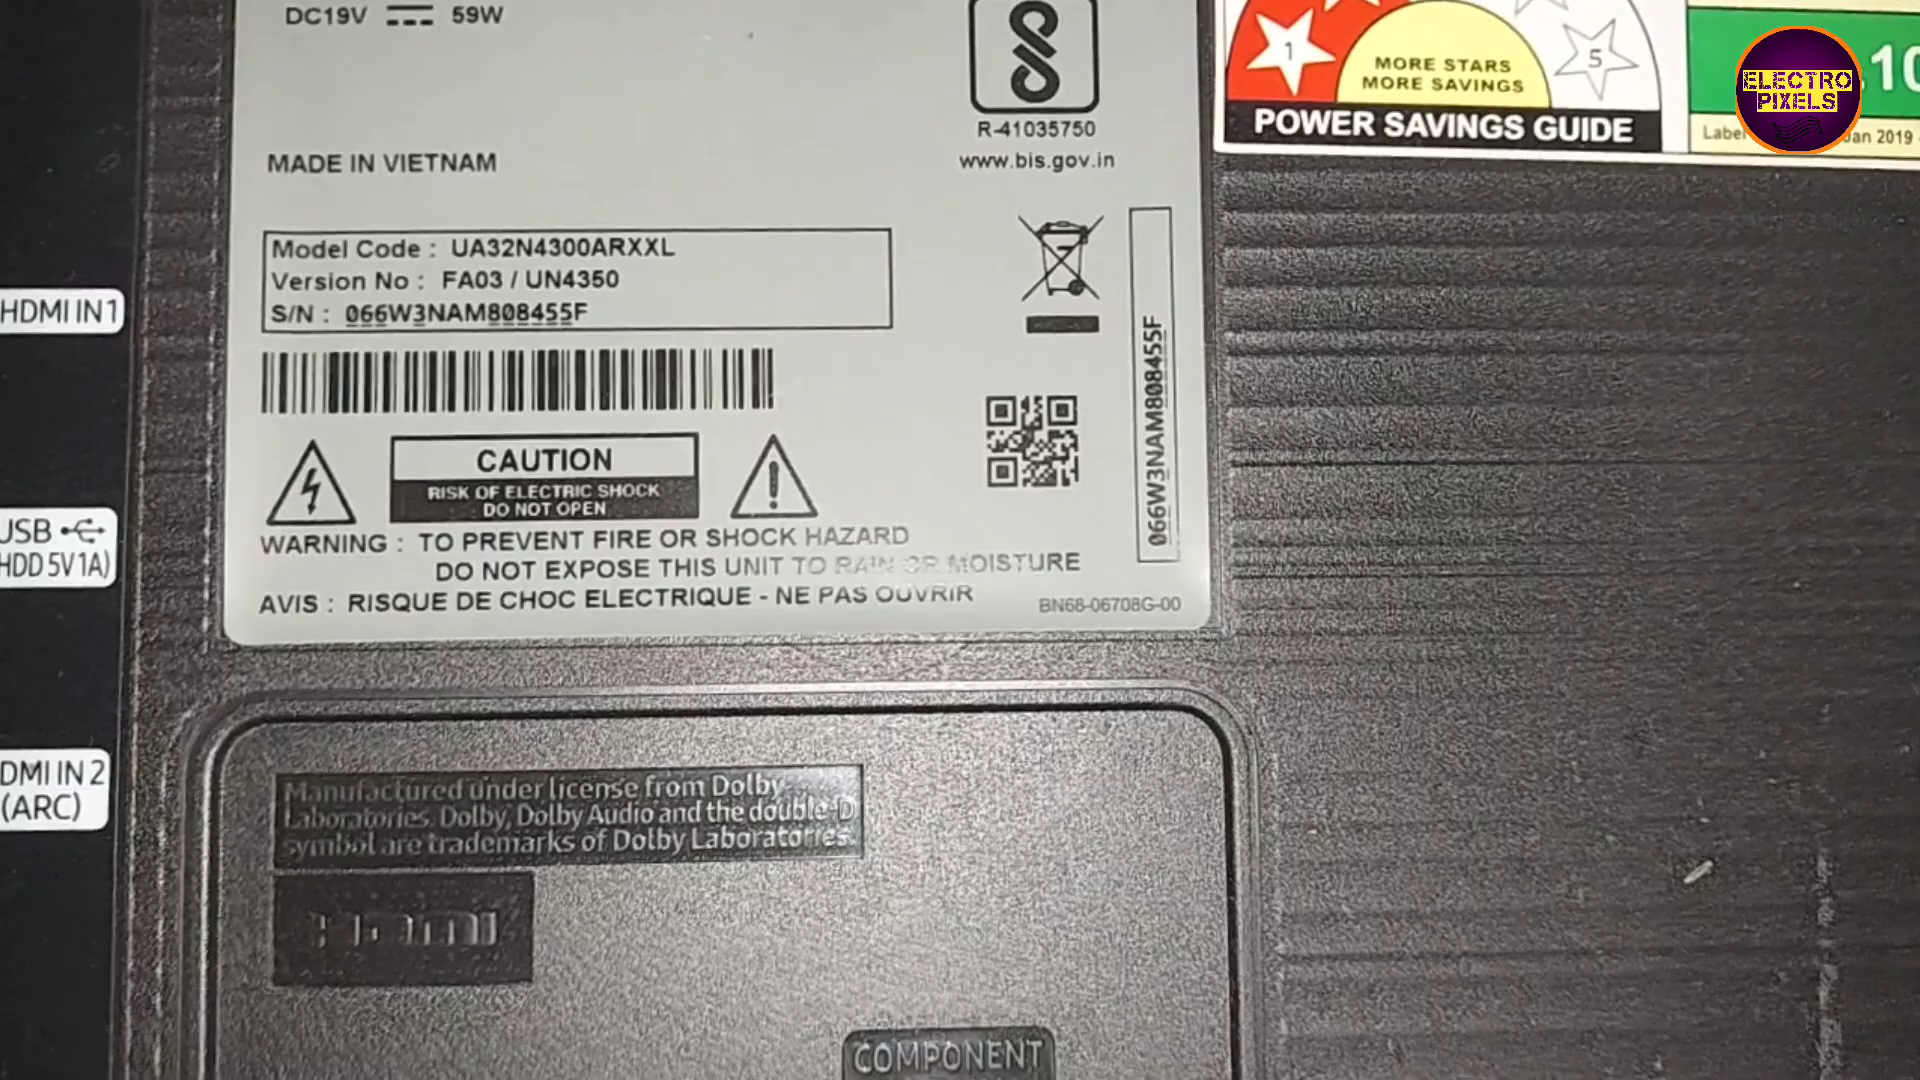 DC19V 59W
R-41035750
www.bis.gov.in
MADE IN VIETNAM
Model Code : UA32N4300ARXXL
Version No : FA03 / UN4350
S/N : 066W3NAM808455F
066W3NAM808455F
CAUTION
RISK OF ELECTRIC SHOCK
DO NOT OPEN
WARNING : TO PREVENT FIRE OR SHOCK HAZARD
DO NOT EXPOSE THIS UNIT TO RAIN OR MOISTURE
AVIS : RISQUE DE CHOC ELECTRIQUE - NE PAS OUVRIR
BN68-06708G-00
1
5
MORE STARS
MORE SAVINGS
POWER SAVINGS GUIDE
10
Label
Jan 2019
ELECTRO
PIXELS
HDMI IN 1
USB
HDD 5V 1A)
DMI IN 2
(ARC)
Manufactured under license from Dolby
Laboratories. Dolby, Dolby Audio and the double-D
symbol are trademarks of Dolby Laboratories.
HDMI
COMPONENT